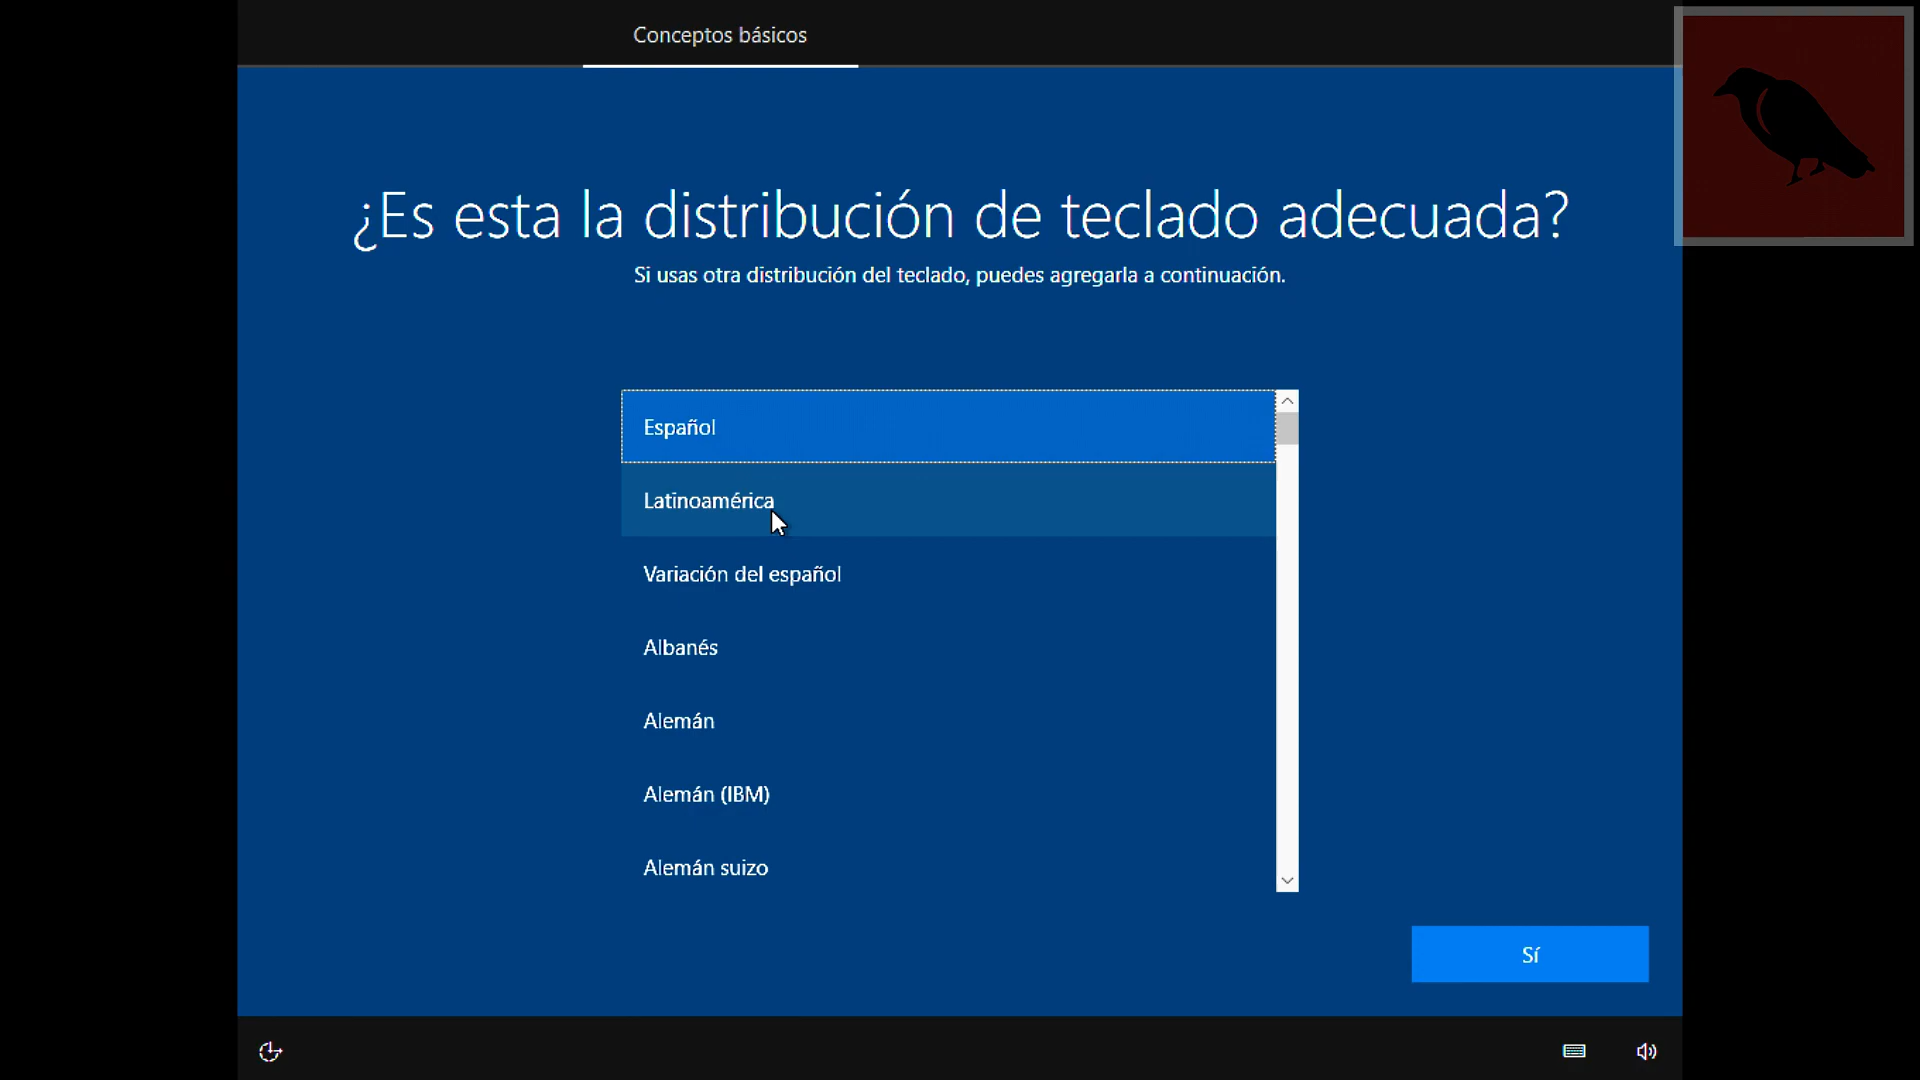 Conceptos básicos
¿Es esta la distribución de teclado adecuada?
Si usas otra distribución del teclado, puedes agregarla a continuación.
Español
Latinoamérica
Variación del español
Albanés
Alemán
Alemán (IBM)
Alemán suizo
Sí